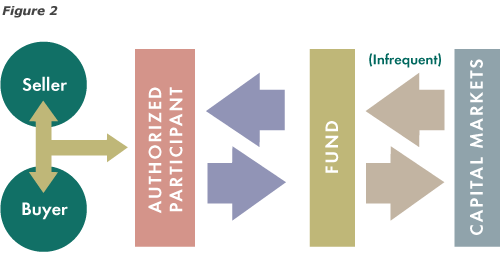 Figure 2
Seller
Buyer
AUTHORIZED
PARTICIPANT
FUND
(Infrequent)
CAPITAL MARKETS